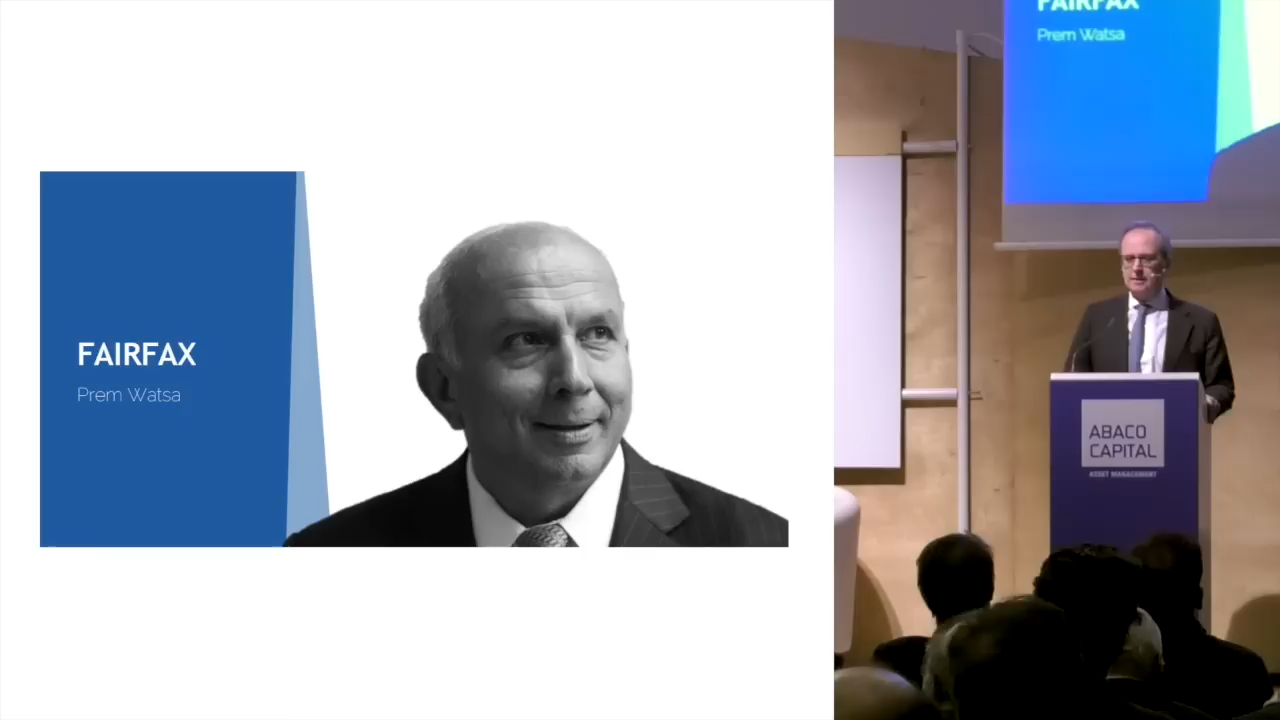 FAIRFAX
Prem Watsa
FAIRFAX
Prem Watsa
ABACO
CAPITAL
ASSET MANAGEMENT